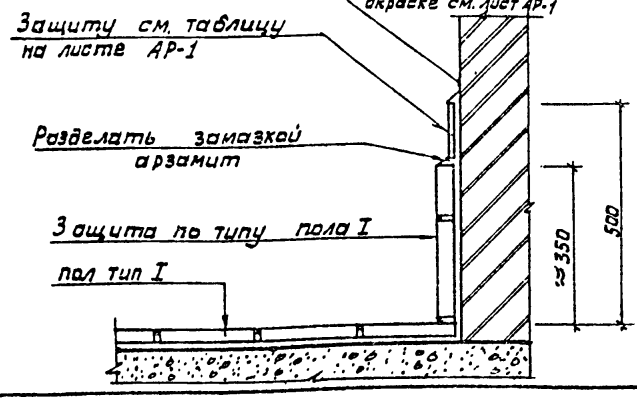 окраске см. лист АР-1
Защиту см. таблицу
на листе АР-1
Разделать замазкой
арзамит
Защита по типу пола I
пол тип I
≈350
500